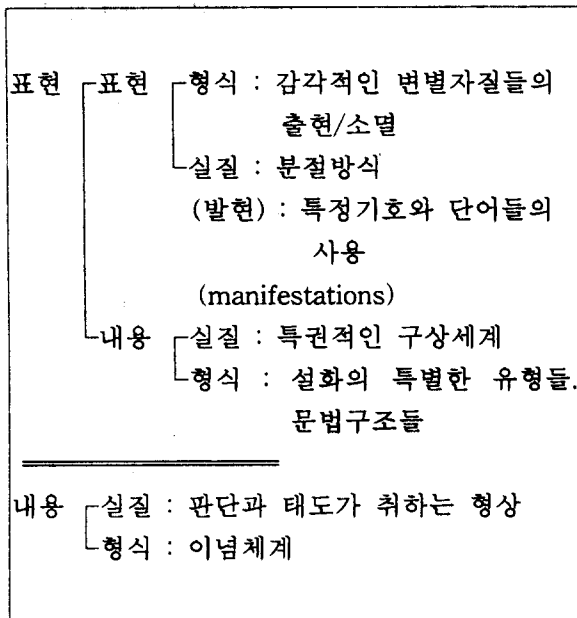 표현 표현 형식 : 감각적인 변별자질들의
출현/소멸
실질 : 분절방식
(발현) : 특정기호와 단어들의
사용
(manifestations)
내용 실질 : 특권적인 구상세계
형식 : 설화의 특별한 유형들.
문법구조들
내용 실질 : 판단과 태도가 취하는 형상
형식 : 이념체계